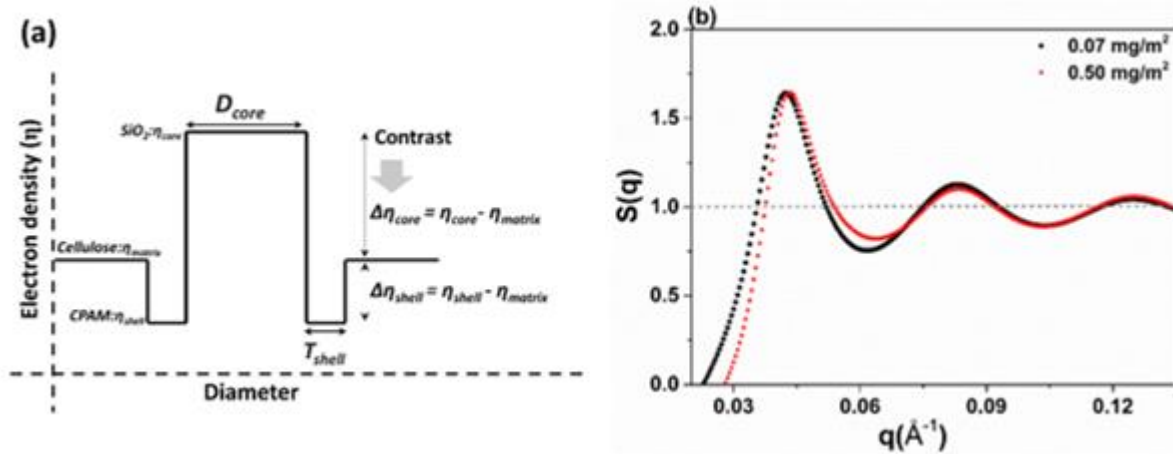 (a)
Electron density (η)
D_core
SiO₂:η_core
Contrast
Δη_core = η_core - η_matrix
Cellulose:η_matrix
Δη_shell = η_shell - η_matrix
CPAM:η_shell
T_shell
Diameter
(b)
0.07 mg/m²
0.50 mg/m²
S(q)
2.0
1.5
1.0
0.5
0.0
0.03
0.06
0.09
0.12
q(Å⁻¹)